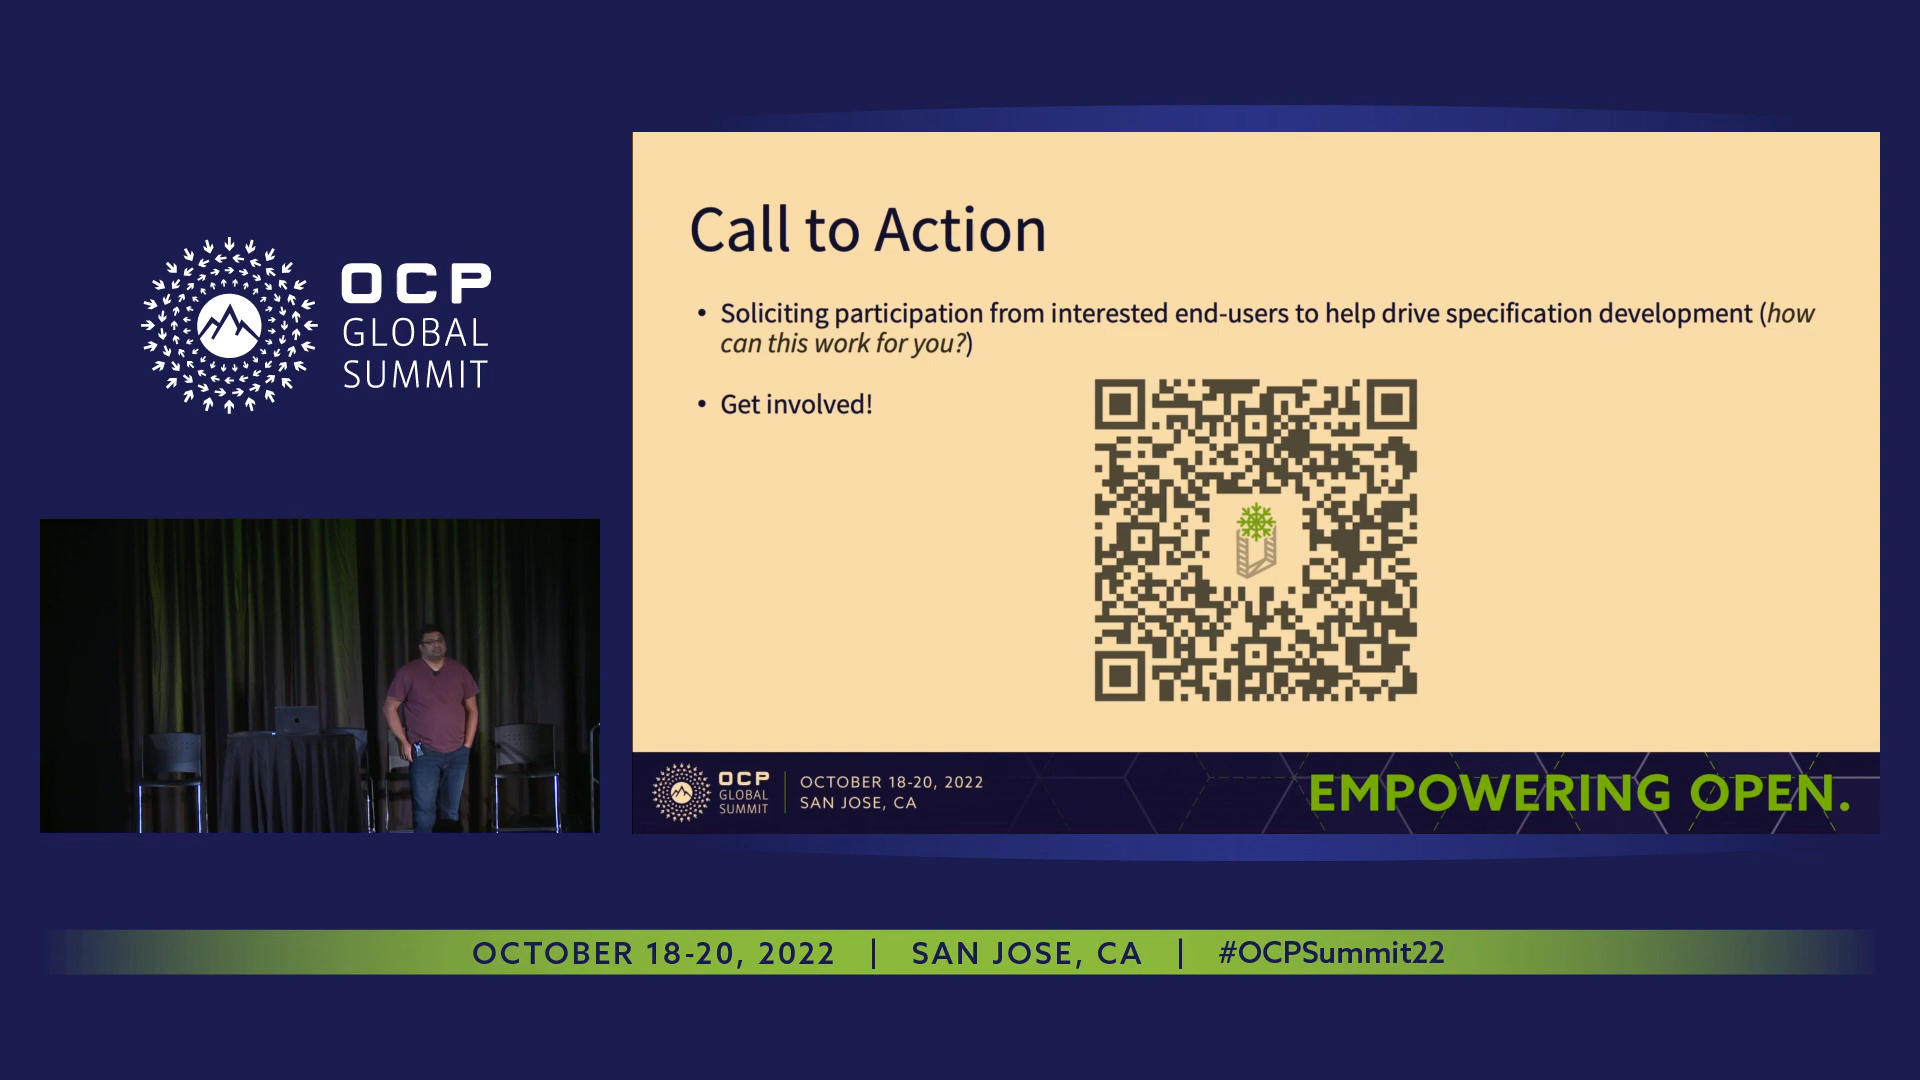 OCP
GLOBAL
SUMMIT
Call to Action
• Soliciting participation from interested end-users to help drive specification development (how
can this work for you?)
• Get involved!
OCP
GLOBAL
SUMMIT
OCTOBER 18-20, 2022
SAN JOSE, CA
EMPOWERING OPEN.
OCTOBER 18-20, 2022 | SAN JOSE, CA | #OCPSummit22